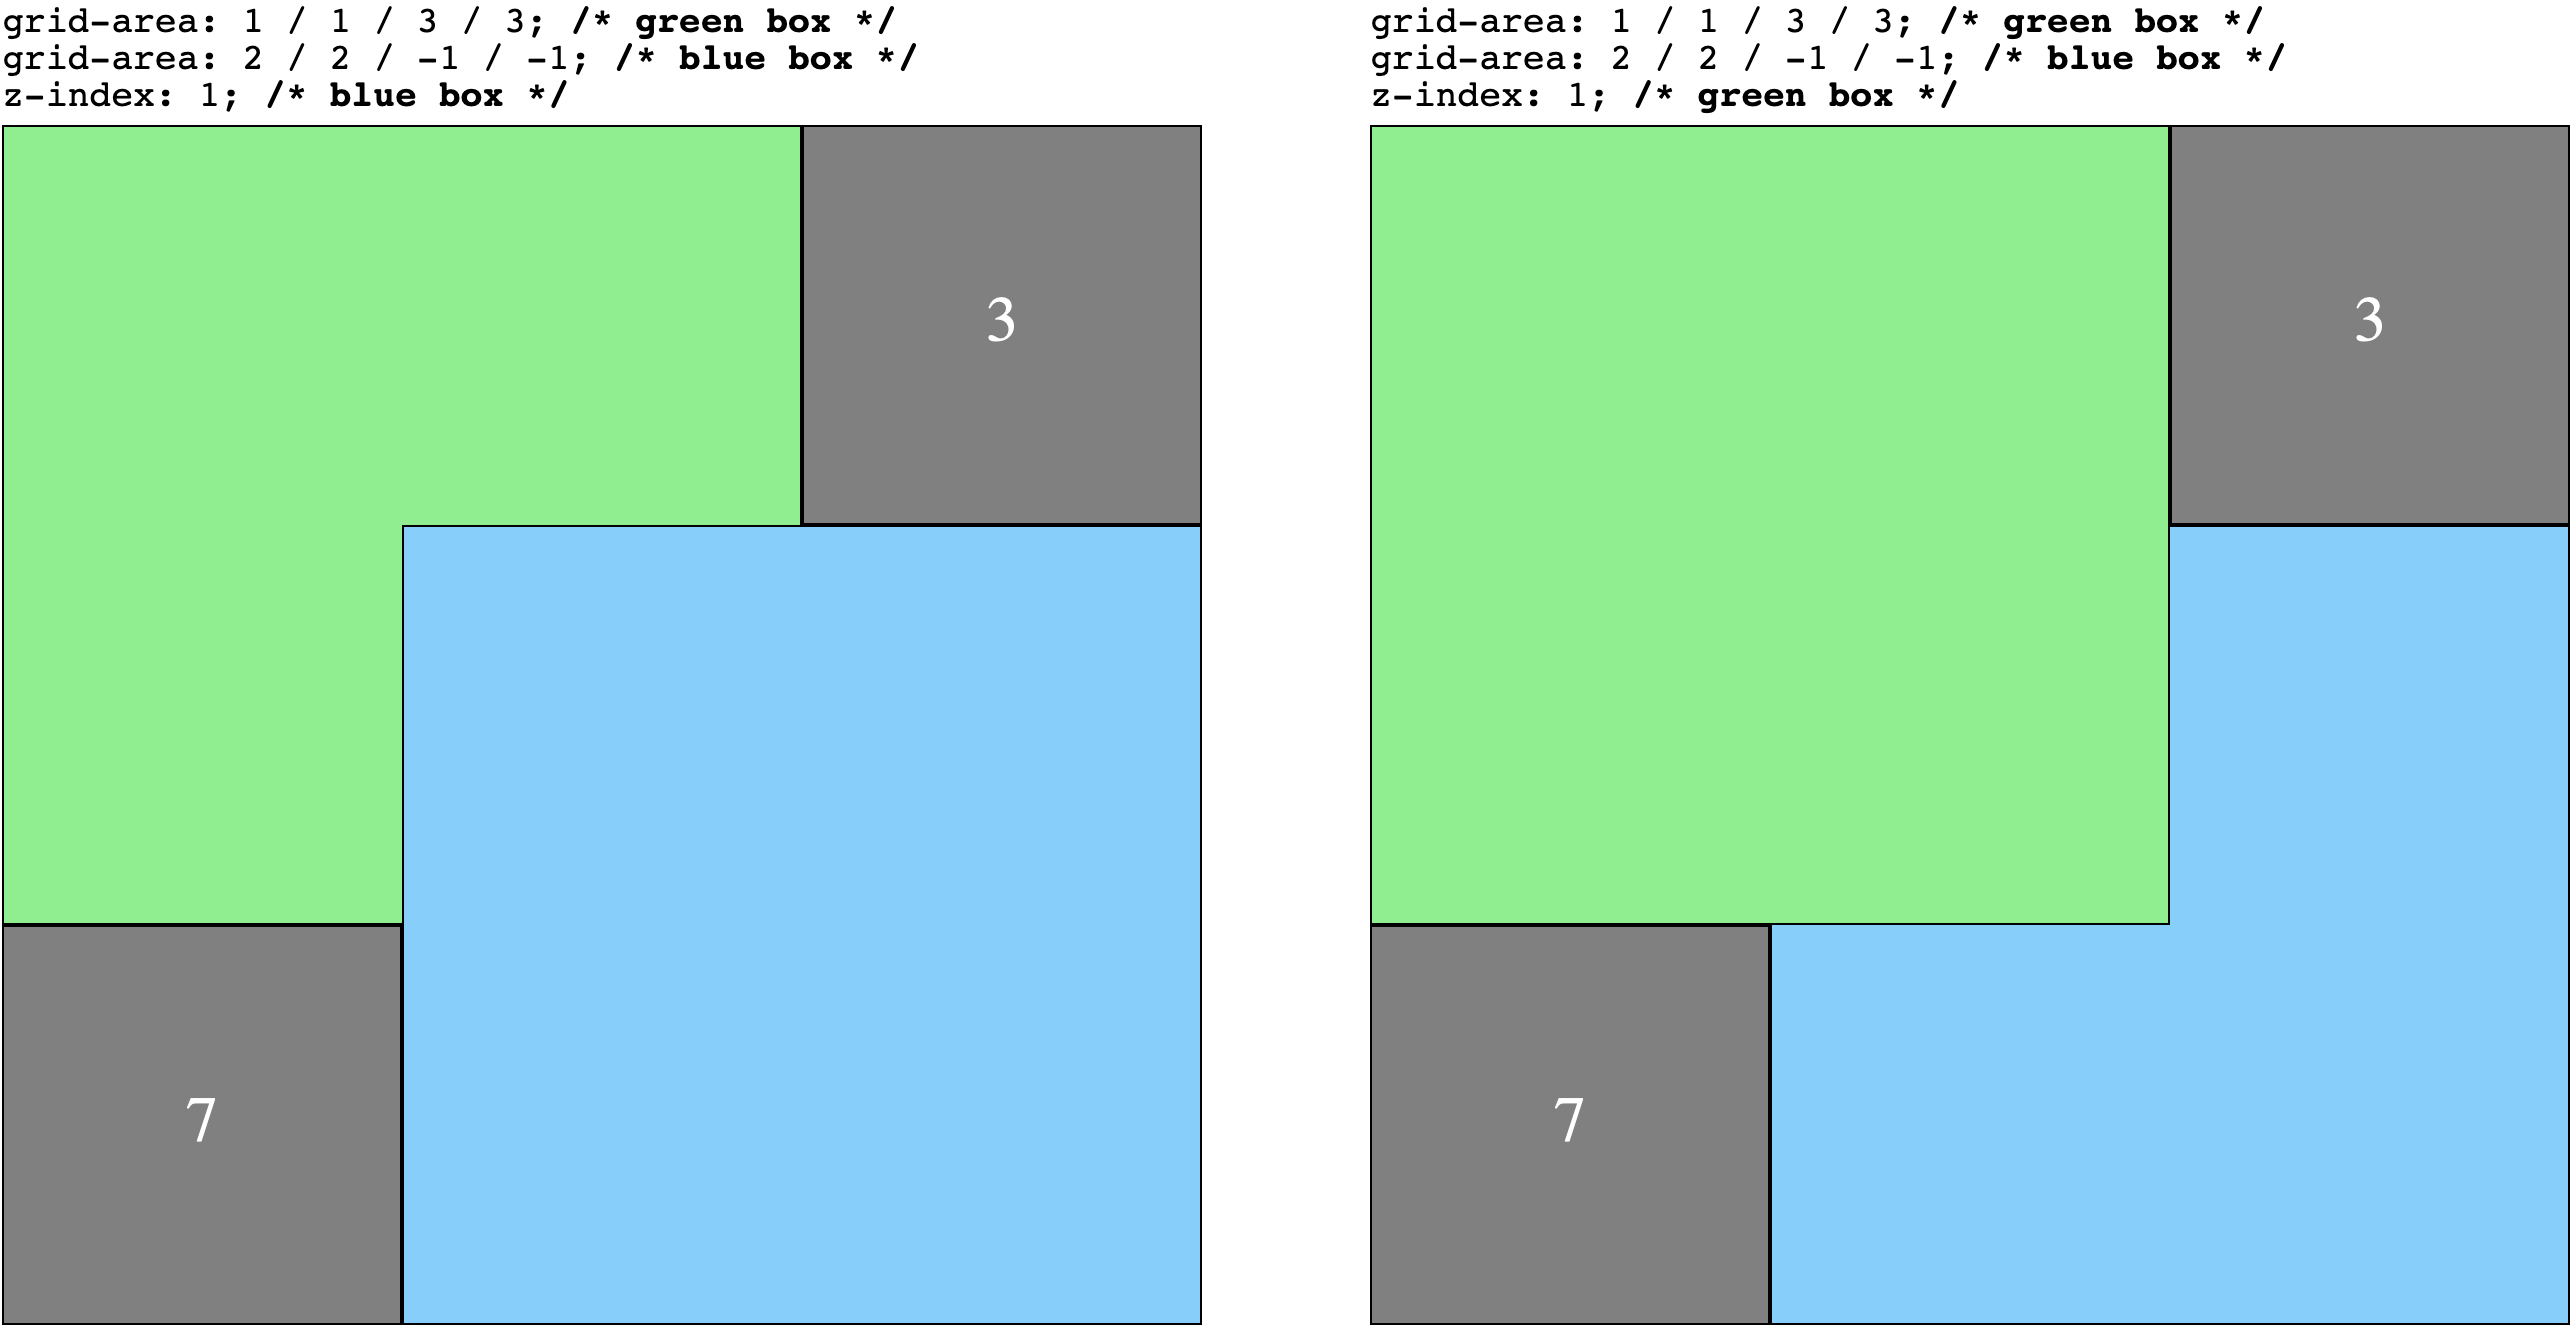 grid-area: 1 / 1 / 3 / 3; /* green box */
grid-area: 2 / 2 / -1 / -1; /* blue box */
z-index: 1; /* blue box */
3
7
grid-area: 1 / 1 / 3 / 3; /* green box */
grid-area: 2 / 2 / -1 / -1; /* blue box */
z-index: 1; /* green box */
3
7